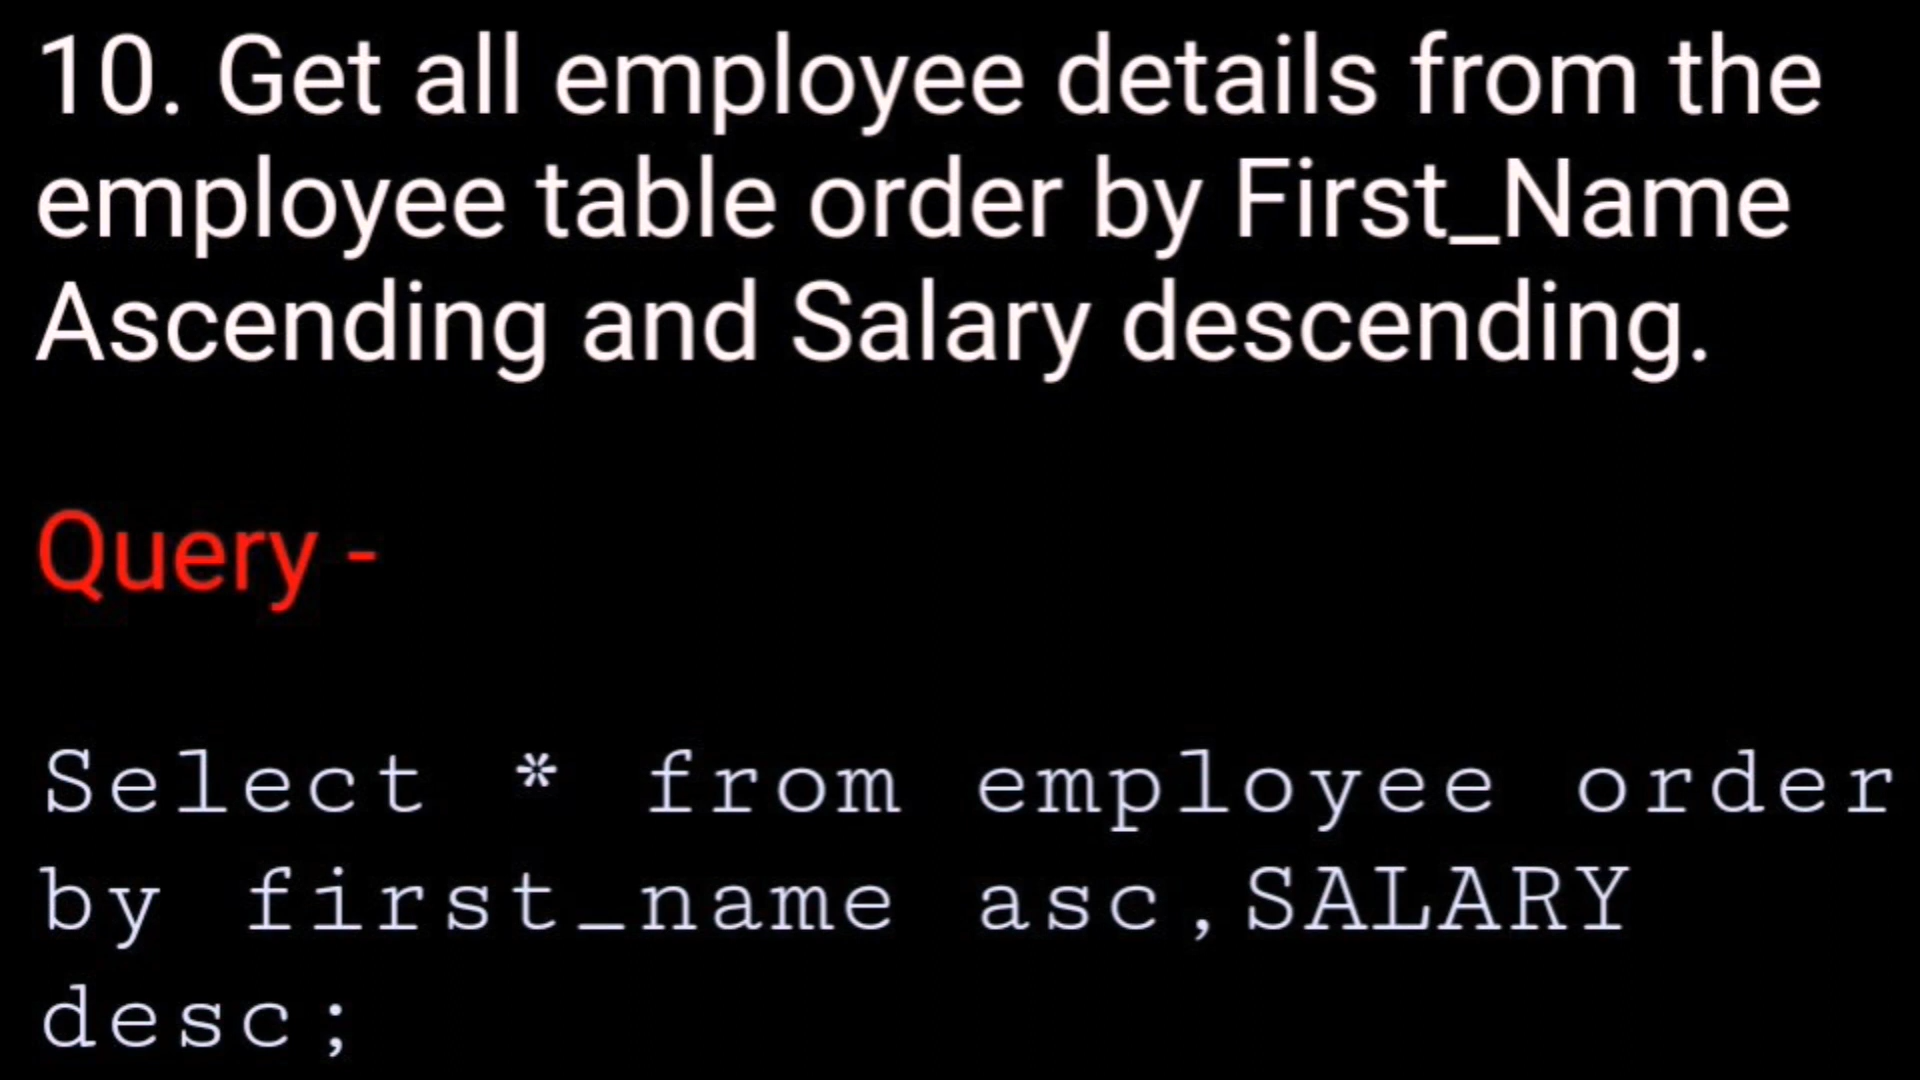 10. Get all employee details from the
employee table order by First_Name
Ascending and Salary descending.
Query -
Select * from employee order
by first_name asc,SALARY
desc;